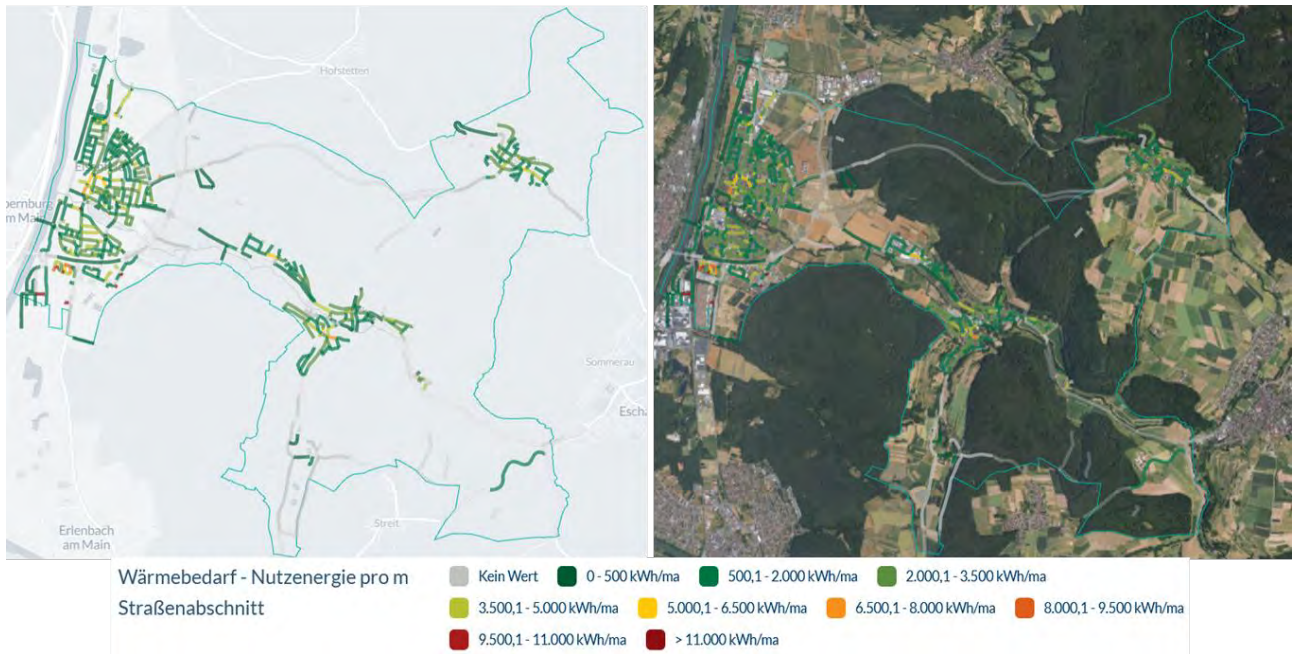 Hofstetten
pernburg
m Main
Sommerau
Escha
Streit
Erlenbach
am Main
Wärmebedarf - Nutzenergie pro m
Straßenabschnitt
Kein Wert 0 - 500 kWh/ma 500,1 - 2.000 kWh/ma 2.000,1 - 3.500 kWh/ma
3.500,1 - 5.000 kWh/ma 5.000,1 - 6.500 kWh/ma 6.500,1 - 8.000 kWh/ma 8.000,1 - 9.500 kWh/ma
9.500,1 - 11.000 kWh/ma > 11.000 kWh/ma